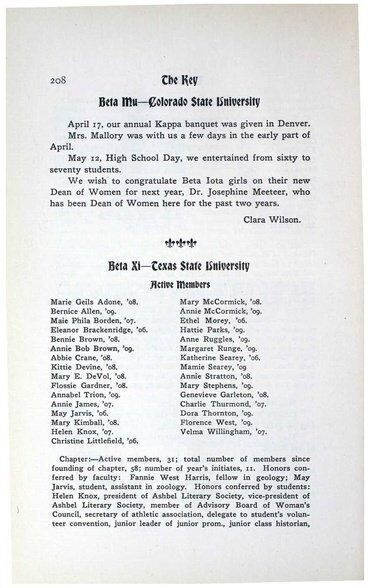 208 The Key
Beta Mu—Colorado State University
April 17, our annual Kappa banquet was given in Denver.
Mrs. Mallory was with us a few days in the early part of
April.
May 12, High School Day, we entertained from sixty to
seventy students.
We wish to congratulate Beta Iota girls on their new
Dean of Women for next year, Dr. Josephine Meeteer, who
has been Dean of Women here for the past two years.
Clara Wilson.
Beta Xi—Texas State University
Active Members
Marie Geils Adone, '08.
Bernice Allen, '09.
Maie Phila Borden, '07.
Eleanor Brackenridge, '06.
Bennie Brown, '08.
Annie Bob Brown, '09.
Abbie Crane, '08.
Kittie Devine, '08.
Mary E. DeVol, '08.
Flossie Gardner, '08.
Annabel Trion, '09.
Annie James, '07.
May Jarvis, '06.
Mary Kimball, '08.
Helen Knox, '07.
Christine Littlefield, '06.
Mary McCormick, '08.
Annie McCormick, '09.
Ethel Morey, '06.
Hattie Parks, '09.
Anne Ruggles, '09.
Margaret Runge, '09.
Katherine Searey, '06.
Mamie Searey, '09
Annie Stratton, '08.
Mary Stephens, '09.
Genevieve Garleton, '08.
Charlie Thurmond, '07.
Dora Thornton, '09.
Florence West, '09.
Velma Willingham, '07.
Chapter:—Active members, 31; total number of members since
founding of chapter, 58; number of year's initiates, 11. Honors con-
ferred by faculty: Fannie West Harris, fellow in geology; May
Jarvis, student, assistant in zoology. Honors conferred by students:
Helen Knox, president of Ashbel Literary Society, vice-president of
Ashbel Literary Society, member of Advisory Board of Woman's
Council, secretary of athletic association, delegate to student's volun-
teer convention, junior leader of junior prom., junior class historian,